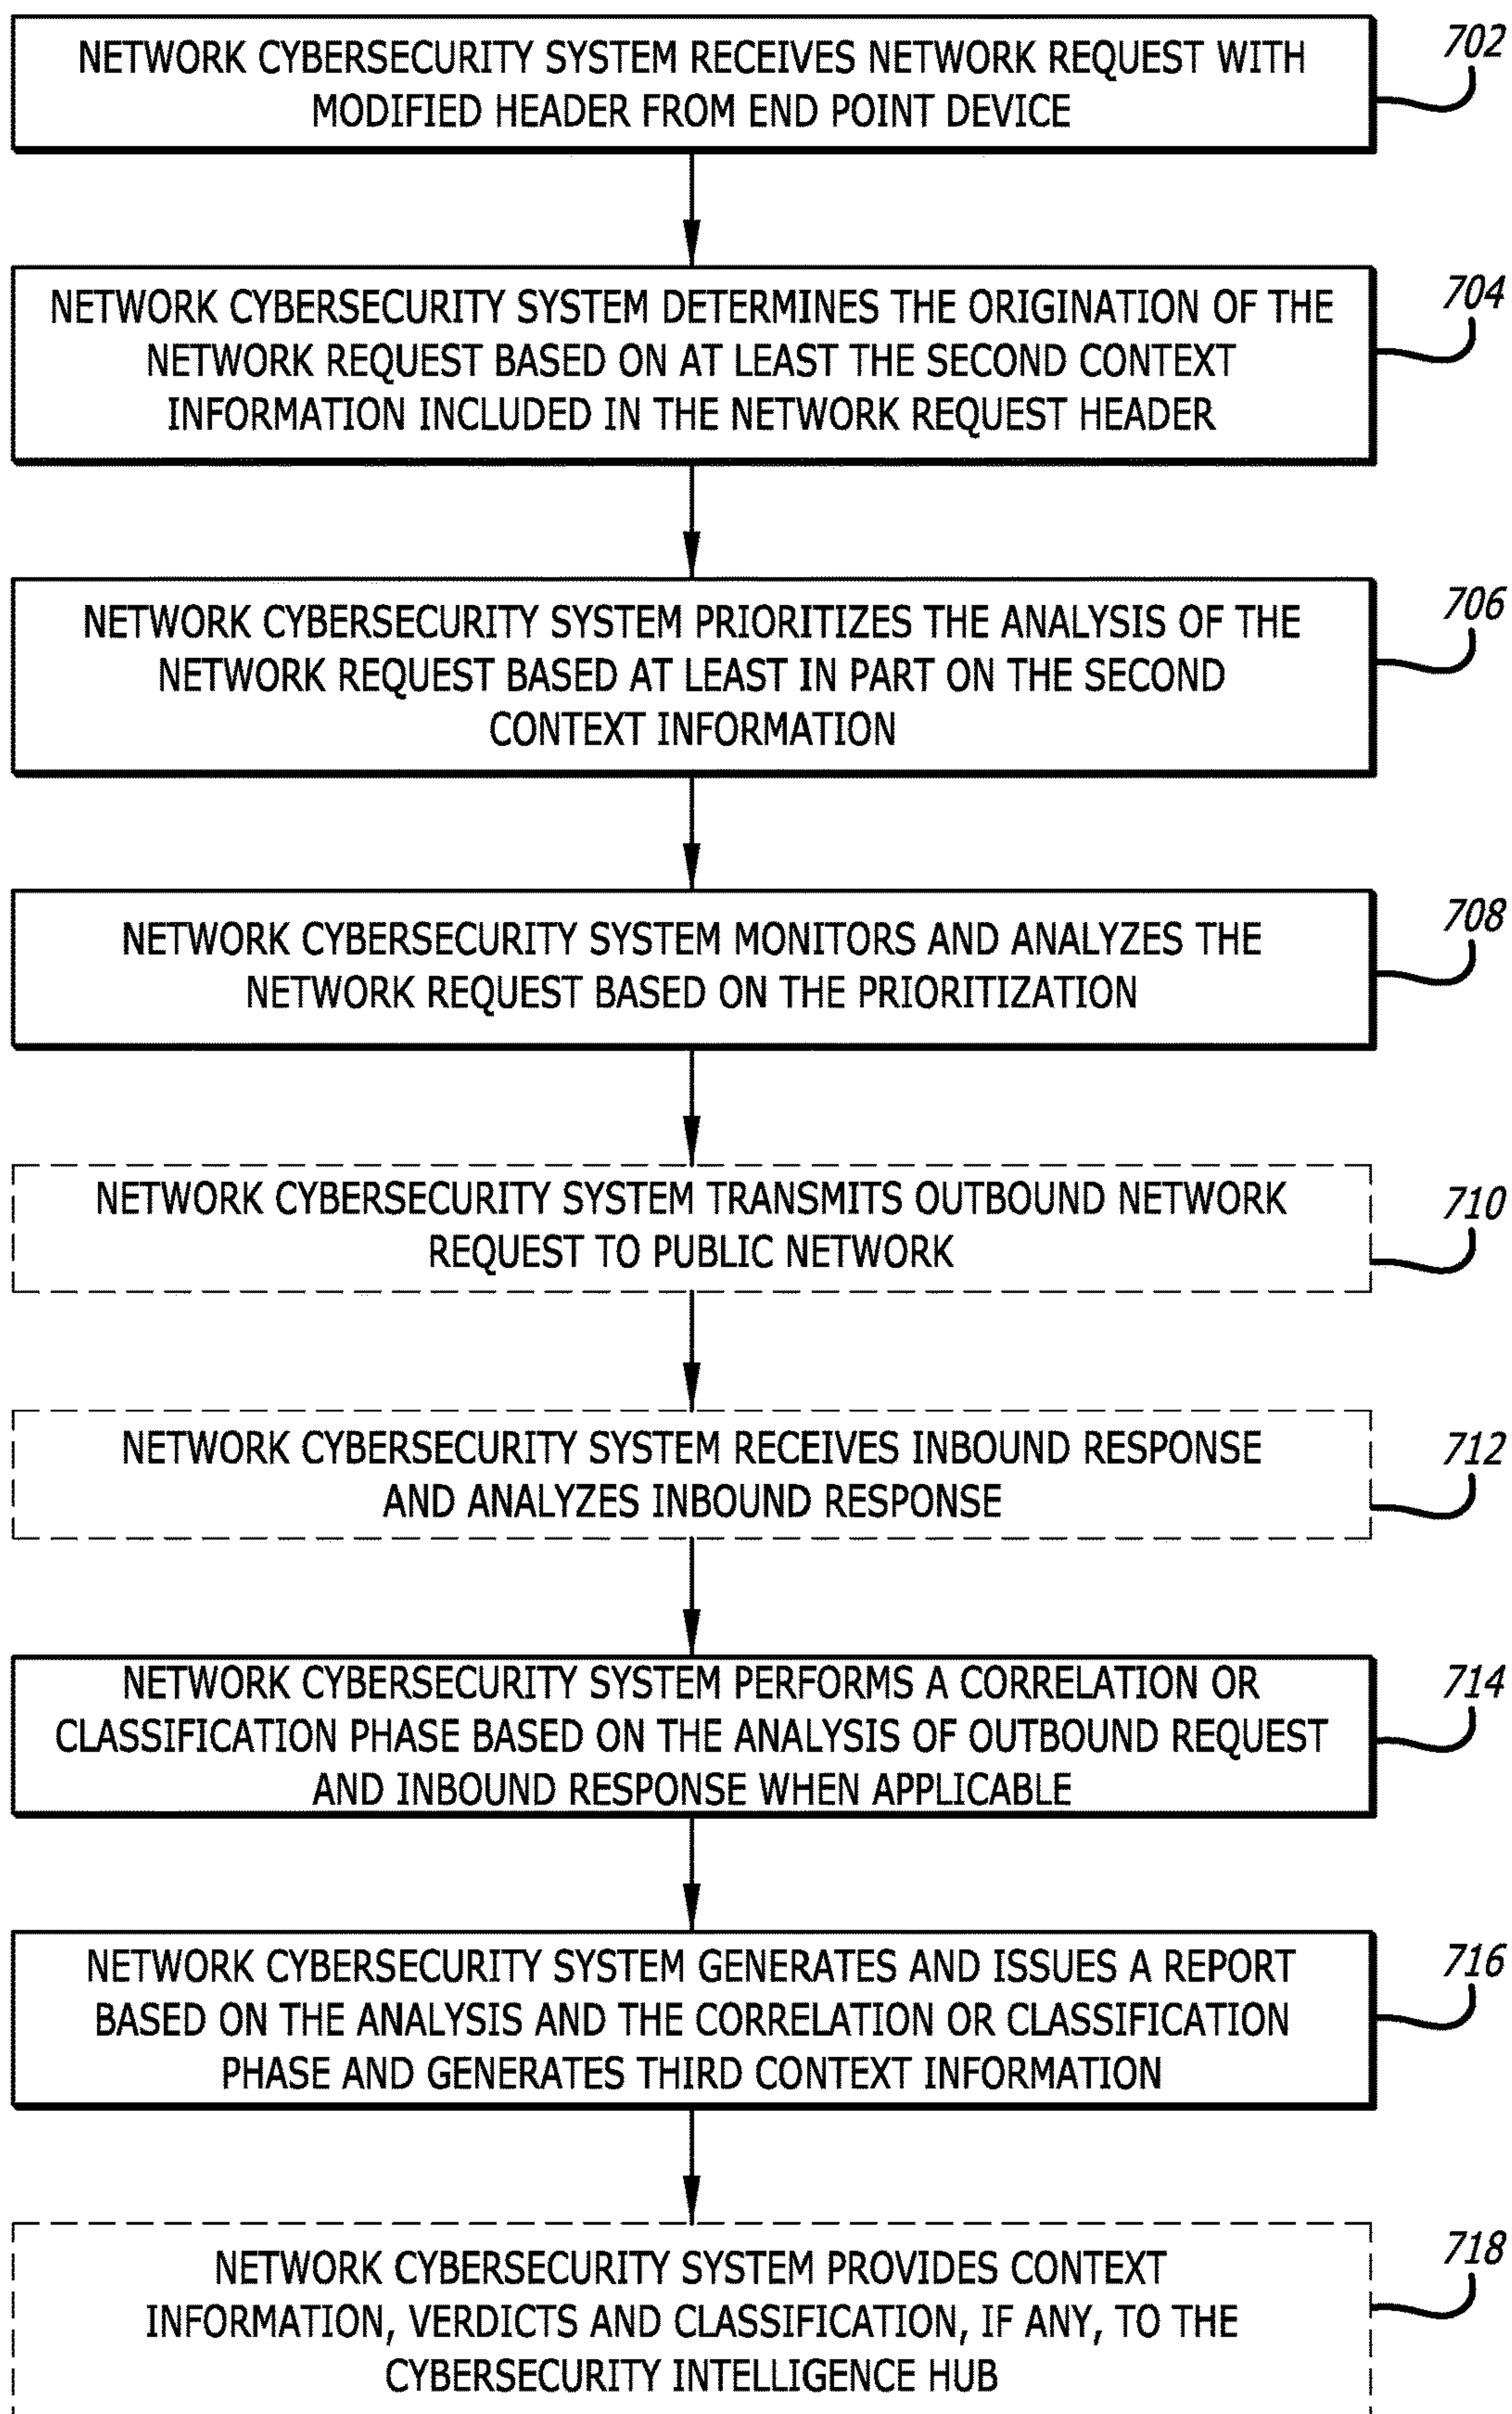 NETWORK CYBERSECURITY SYSTEM RECEIVES NETWORK REQUEST WITH
MODIFIED HEADER FROM END POINT DEVICE
702
NETWORK CYBERSECURITY SYSTEM DETERMINES THE ORIGINATION OF THE
NETWORK REQUEST BASED ON AT LEAST THE SECOND CONTEXT
INFORMATION INCLUDED IN THE NETWORK REQUEST HEADER
704
NETWORK CYBERSECURITY SYSTEM PRIORITIZES THE ANALYSIS OF THE
NETWORK REQUEST BASED AT LEAST IN PART ON THE SECOND
CONTEXT INFORMATION
706
NETWORK CYBERSECURITY SYSTEM MONITORS AND ANALYZES THE
NETWORK REQUEST BASED ON THE PRIORITIZATION
708
NETWORK CYBERSECURITY SYSTEM TRANSMITS OUTBOUND NETWORK
REQUEST TO PUBLIC NETWORK
710
NETWORK CYBERSECURITY SYSTEM RECEIVES INBOUND RESPONSE
AND ANALYZES INBOUND RESPONSE
712
NETWORK CYBERSECURITY SYSTEM PERFORMS A CORRELATION OR
CLASSIFICATION PHASE BASED ON THE ANALYSIS OF OUTBOUND REQUEST
AND INBOUND RESPONSE WHEN APPLICABLE
714
NETWORK CYBERSECURITY SYSTEM GENERATES AND ISSUES A REPORT
BASED ON THE ANALYSIS AND THE CORRELATION OR CLASSIFICATION
PHASE AND GENERATES THIRD CONTEXT INFORMATION
716
NETWORK CYBERSECURITY SYSTEM PROVIDES CONTEXT
INFORMATION, VERDICTS AND CLASSIFICATION, IF ANY, TO THE
CYBERSECURITY INTELLIGENCE HUB
718